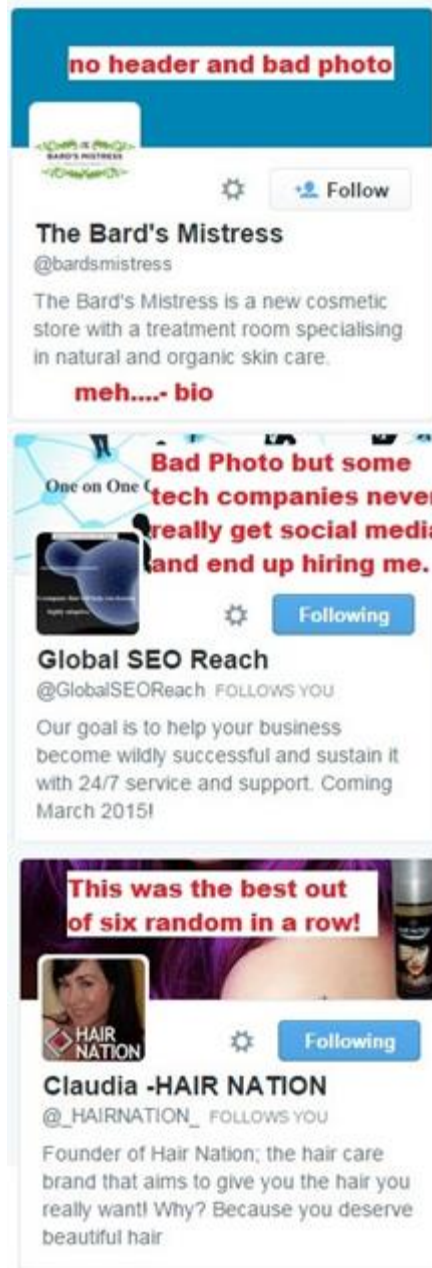 no header and bad photo
BARD'S MISTRESS
Follow
The Bard's Mistress
@bardsmistress
The Bard's Mistress is a new cosmetic
store with a treatment room specialising
in natural and organic skin care.
meh....- bio
One on One
Bad Photo but some
tech companies never
really get social media
and end up hiring me.
Following
Global SEO Reach
@GlobalSEOReach FOLLOWS YOU
Our goal is to help your business
become wildly successful and sustain it
with 24/7 service and support. Coming
March 2015!
This was the best out
of six random in a row!
HAIR
NATION
Following
Claudia -HAIR NATION
@_HAIRNATION_ FOLLOWS YOU
Founder of Hair Nation; the hair care
brand that aims to give you the hair you
really want! Why? Because you deserve
beautiful hair